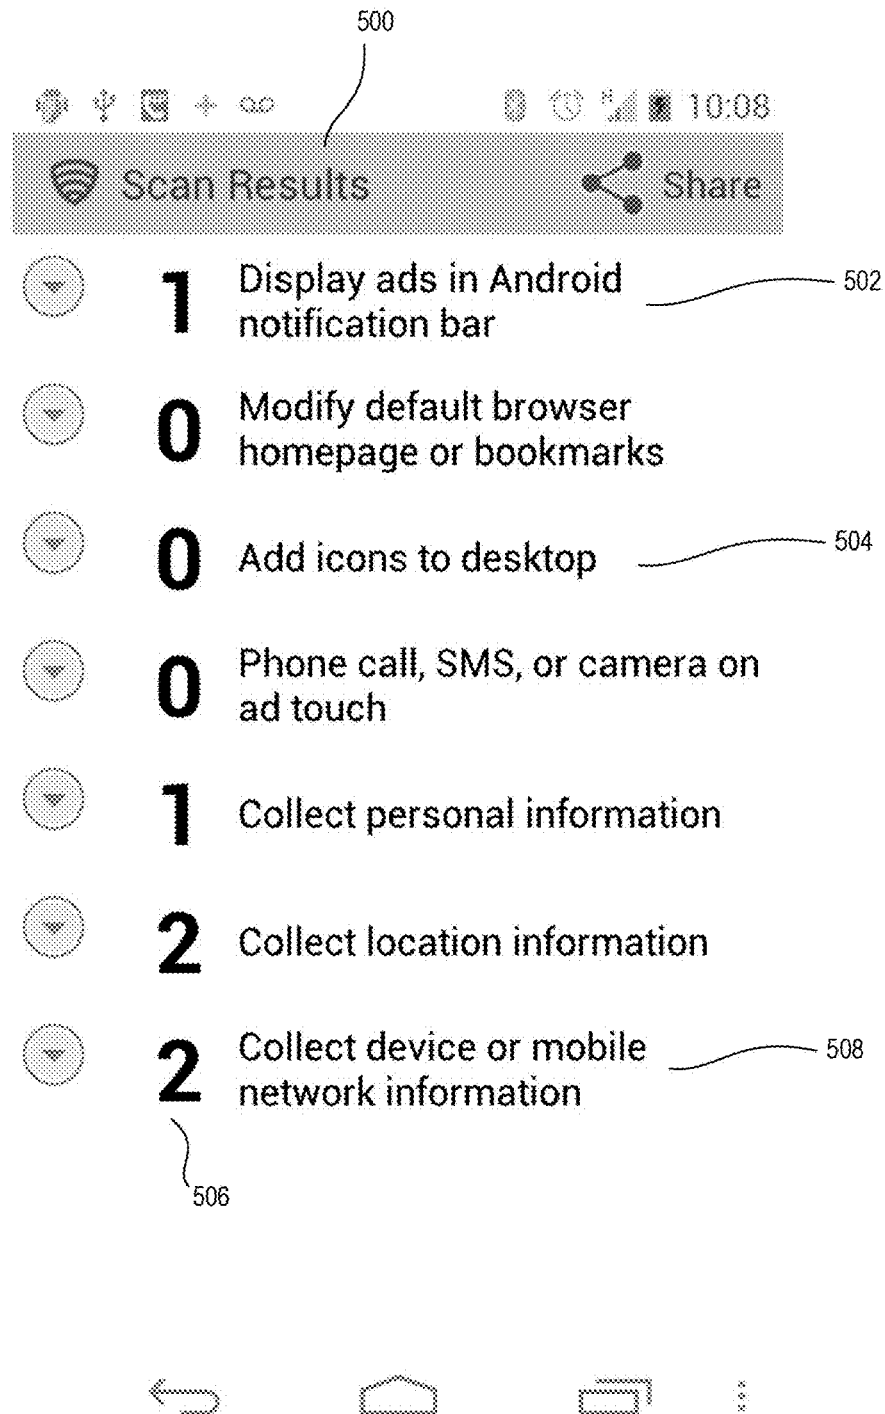 500
10:08
Scan Results Share
1 Display ads in Android 502
notification bar
0 Modify default browser
homepage or bookmarks
0 Add icons to desktop 504
0 Phone call, SMS, or camera on
ad touch
1 Collect personal information
2 Collect location information
2 Collect device or mobile 508
network information
506